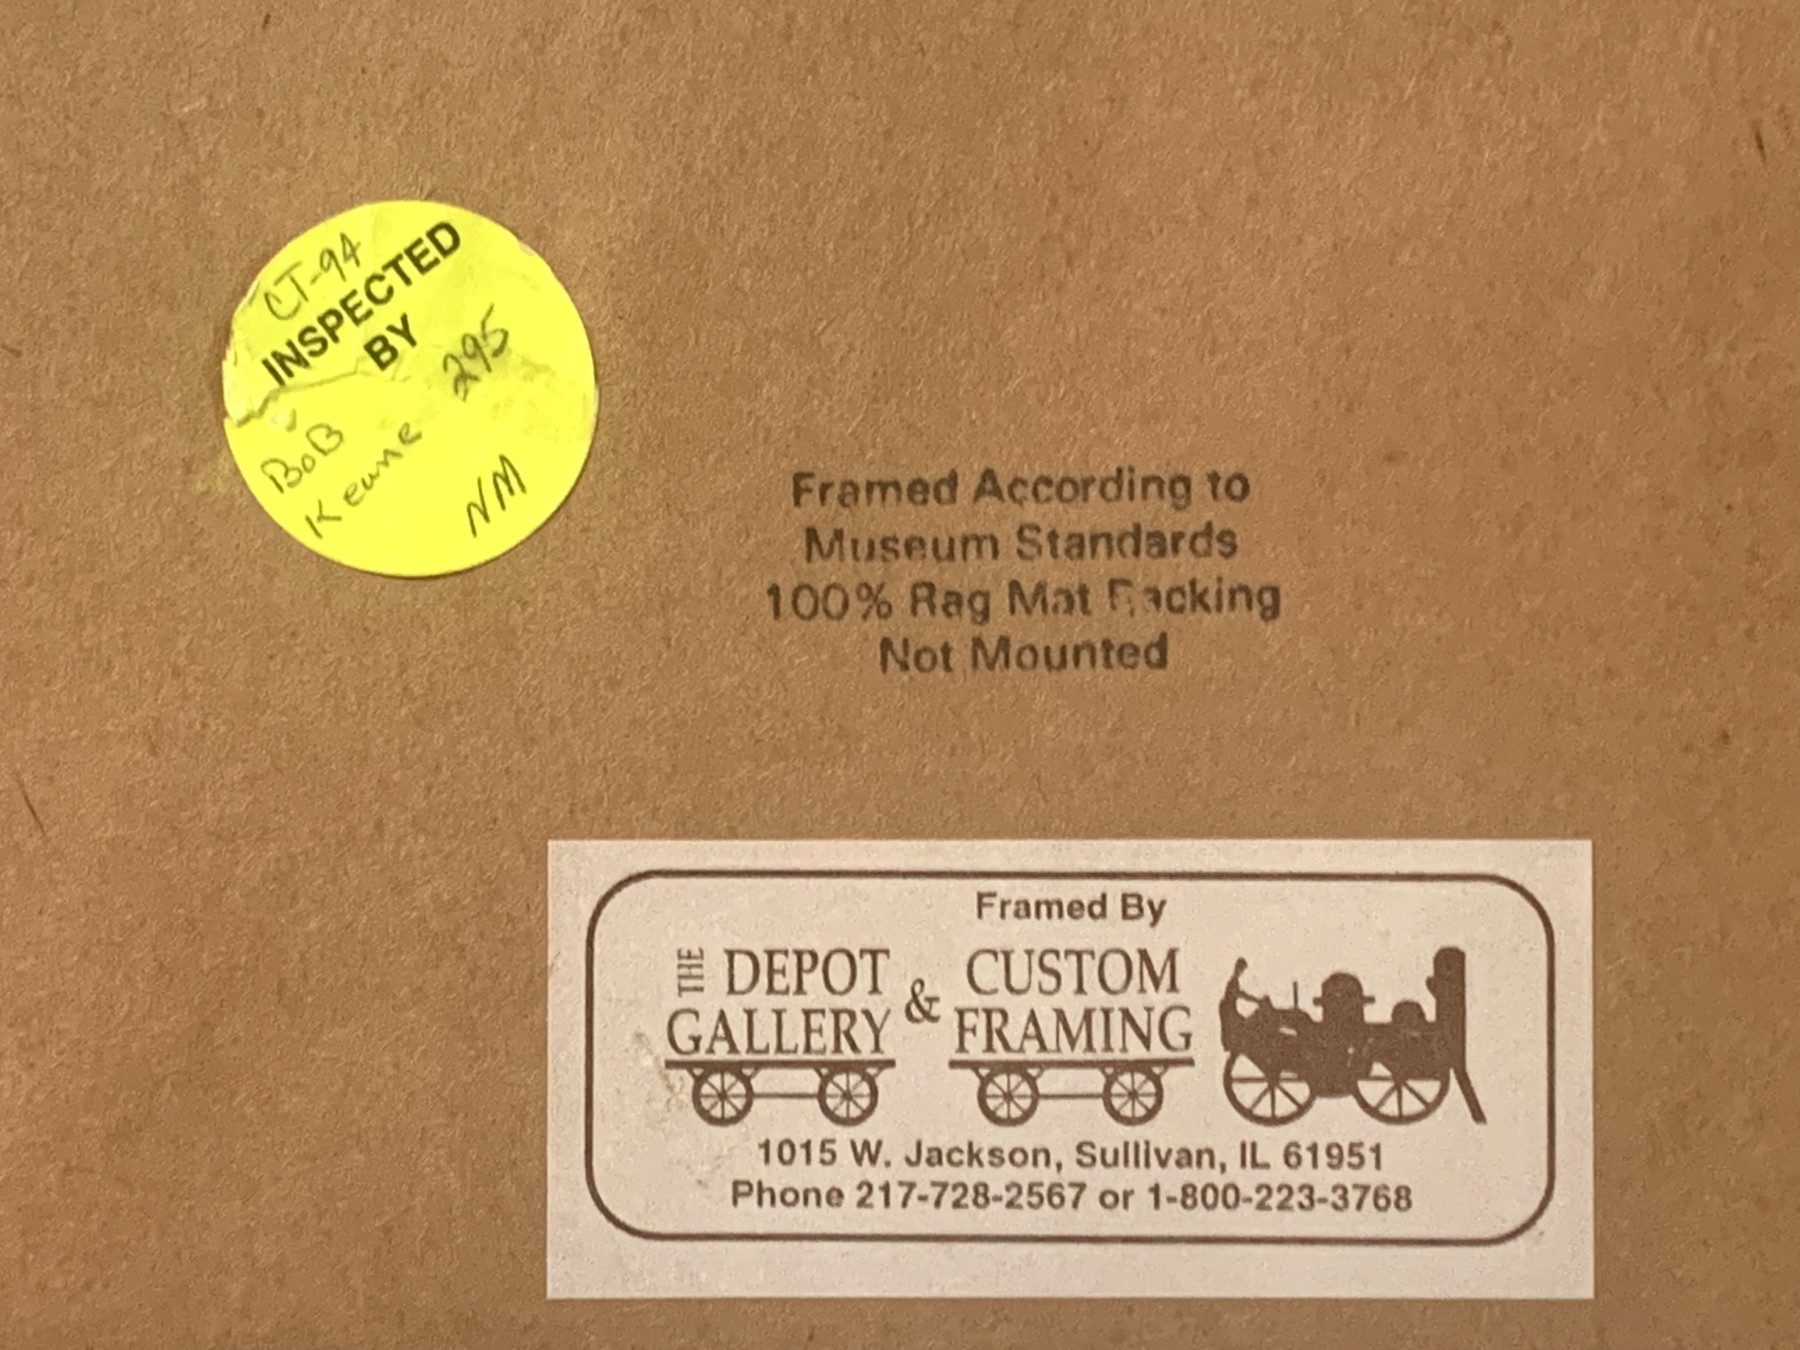 CT-94
INSPECTED
BY
295
BoB
Keane
NM
Framed According to
Museum Standards
100% Rag Mat Backing
Not Mounted
Framed By
THE DEPOT GALLERY & CUSTOM FRAMING
1015 W. Jackson, Sullivan, IL 61951
Phone 217-728-2567 or 1-800-223-3768